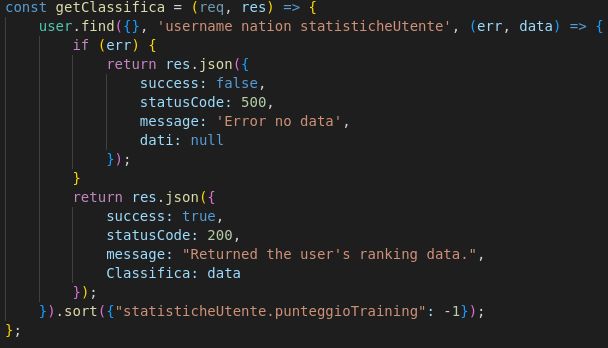 const getClassifica = (req, res) => {
    user.find({}, 'username nation statisticheUtente', (err, data) => {
        if (err) {
            return res.json({
                success: false,
                statusCode: 500,
                message: 'Error no data',
                dati: null
            });
        }
        return res.json({
            success: true,
            statusCode: 200,
            message: "Returned the user's ranking data.",
            Classifica: data
        });
    }).sort({"statisticheUtente.punteggioTraining": -1});
};